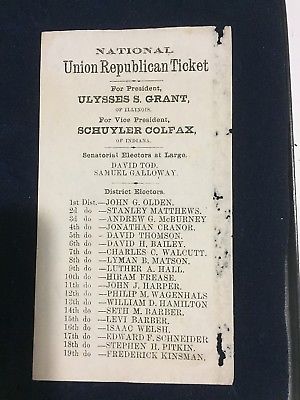 NATIONAL
Union Republican Ticket
For President,
ULYSSES S. GRANT,
OF ILLINOIS.
For Vice President,
SCHUYLER COLFAX,
OF INDIANA.
Senatorial Electors at Large.
DAVID TOD.
SAMUEL GALLOWAY.
District Electors.
1st Dist.—JOHN G. OLDEN.
2d do —STANLEY MATTHEWS.
3d do —ANDREW G. McBURNEY
4th do —JONATHAN CRANOR.
5th do —DAVID THOMSON.
6th do —DAVID H. BAILEY.
7th do —CHARLES C. WALCUTT.
8th do —LYMAN B. MATSON.
9th do —LUTHER A. HALL.
10th do —HIRAM FREASE.
11th do —JOHN J. HARPER.
12th do —PHILIP M. WAGENHALS
13th do —WILLIAM D. HAMILTON
14th do —SETH M. BARBER.
15th do —LEVI BARBER.
16th do —ISAAC WELSH.
17th do —EDWARD F. SCHNEIDER
18th do —STEPHEN H. PITKIN.
19th do —FREDERICK KINSMAN.